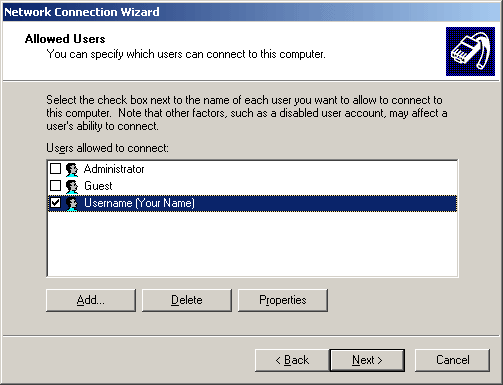 Network Connection Wizard
Allowed Users
You can specify which users can connect to this computer.
Select the check box next to the name of each user you want to allow to connect to
this computer.  Note that other factors, such as a disabled user account, may affect a
user's ability to connect.
Users allowed to connect:
Administrator
Guest
Username (Your Name)
Add... Delete Properties
< Back Next > Cancel